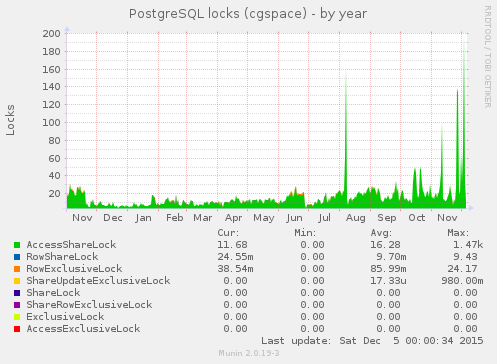 PostgreSQL locks (cgspace) - by year
RRDTOOL / TOBI OETIKER
Locks
200
180
160
140
120
100
80
60
40
20
Nov Dec Jan Feb Mar Apr May Jun Jul Aug Sep Oct Nov
Cur: Min: Avg: Max:
AccessShareLock 11.68 0.00 16.28 1.47k
RowShareLock 24.55m 0.00 9.70m 9.43
RowExclusiveLock 38.54m 0.00 85.99m 24.17
ShareUpdateExclusiveLock 0.00 0.00 17.33u 980.00m
ShareLock 0.00 0.00 0.00 0.00
ShareRowExclusiveLock 0.00 0.00 0.00 0.00
ExclusiveLock 0.00 0.00 0.00 0.00
AccessExclusiveLock 0.00 0.00 0.00 0.00
Last update: Sat Dec 5 00:00:34 2015
Munin 2.0.19-3